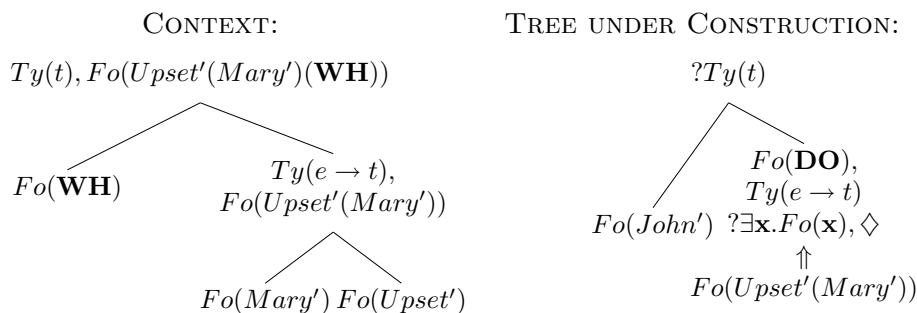 CONTEXT:
Ty(t), Fo(Upset′(Mary′)(WH))
Fo(WH)
Ty(e → t),
Fo(Upset′(Mary′))
Fo(Mary′) Fo(Upset′)
TREE UNDER CONSTRUCTION:
?Ty(t)
Fo(John′)
Fo(DO),
Ty(e → t)
?∃x.Fo(x), ♢
⇑
Fo(Upset′(Mary′))